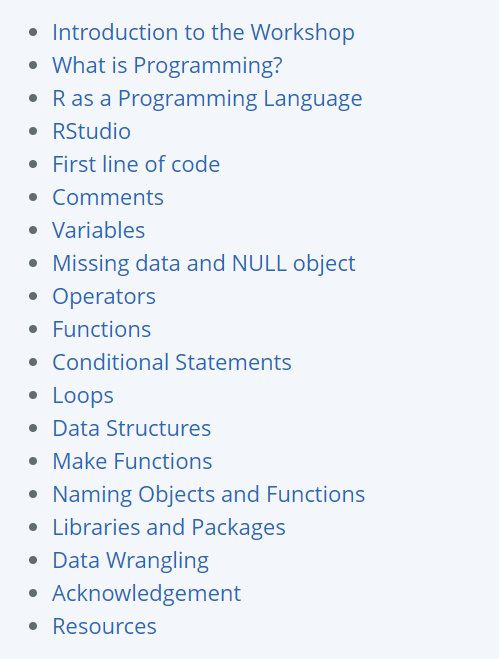 Introduction to the Workshop
What is Programming?
R as a Programming Language
RStudio
First line of code
Comments
Variables
Missing data and NULL object
Operators
Functions
Conditional Statements
Loops
Data Structures
Make Functions
Naming Objects and Functions
Libraries and Packages
Data Wrangling
Acknowledgement
Resources